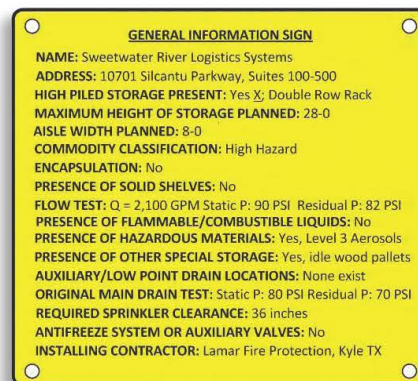 GENERAL INFORMATION SIGN
NAME: Sweetwater River Logistics Systems
ADDRESS: 10701 Silcantu Parkway, Suites 100-500
HIGH PILED STORAGE PRESENT: Yes X; Double Row Rack
MAXIMUM HEIGHT OF STORAGE PLANNED: 28-0
AISLE WIDTH PLANNED: 8-0
COMMODITY CLASSIFICATION: High Hazard
ENCAPSULATION: No
PRESENCE OF SOLID SHELVES: No
FLOW TEST: Q = 2,100 GPM Static P: 90 PSI Residual P: 82 PSI
PRESENCE OF FLAMMABLE/COMBUSTIBLE LIQUIDS: No
PRESENCE OF HAZARDOUS MATERIALS: Yes, Level 3 Aerosols
PRESENCE OF OTHER SPECIAL STORAGE: Yes, idle wood pallets
AUXILIARY/LOW POINT DRAIN LOCATIONS: None exist
ORIGINAL MAIN DRAIN TEST: Static P: 80 PSI Residual P: 70 PSI
REQUIRED SPRINKLER CLEARANCE: 36 inches
ANTIFREEZE SYSTEM OR AUXILIARY VALVES: No
INSTALLING CONTRACTOR: Lamar Fire Protection, Kyle TX